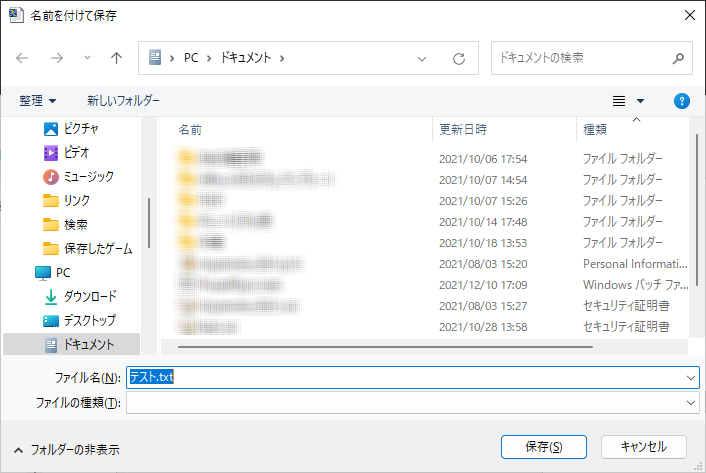 名前を付けて保存
PC ドキュメント
ドキュメントの検索
整理 新しいフォルダー
ピクチャ
ビデオ
ミュージック
リンク
検索
保存したゲーム
PC
ダウンロード
デスクトップ
ドキュメント
名前 更新日時 種類
2021/10/06 17:54 ファイル フォルダー
2021/10/07 14:54 ファイル フォルダー
2021/10/07 15:26 ファイル フォルダー
2021/10/14 17:48 ファイル フォルダー
2021/10/18 13:53 ファイル フォルダー
2021/08/03 15:20 Personal Informati...
2021/12/10 17:09 Windows バッチ ファ...
2021/08/03 15:27 セキュリティ証明書
2021/10/28 13:58 セキュリティ証明書
ファイル名(N): テスト.txt
ファイルの種類(T):
フォルダーの非表示
保存(S) キャンセル